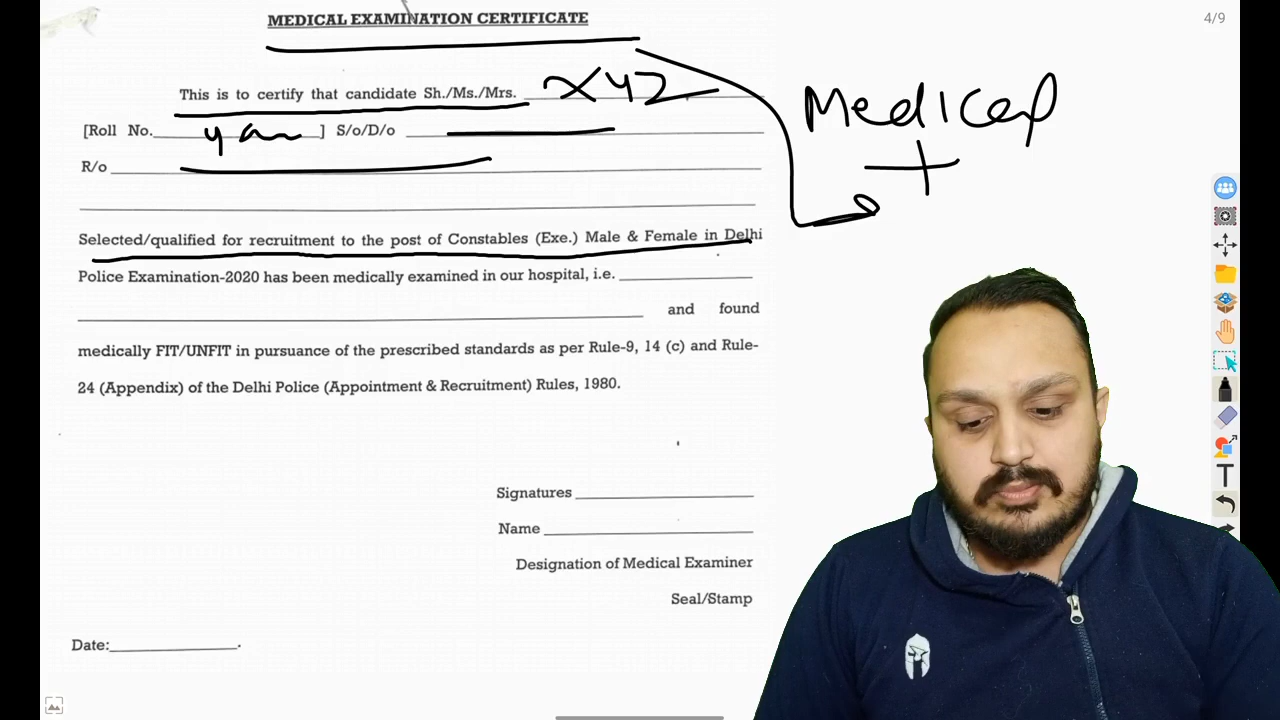 4/9
MEDICAL EXAMINATION CERTIFICATE
This is to certify that candidate Sh./Ms./Mrs. XYZ
[Roll No. ] S/o/D/o
R/o
Medical
+
Selected/qualified for recruitment to the post of Constables (Exe.) Male & Female in Delhi
Police Examination-2020 has been medically examined in our hospital, i.e.
and found
medically FIT/UNFIT in pursuance of the prescribed standards as per Rule-9, 14 (c) and Rule-
24 (Appendix) of the Delhi Police (Appointment & Recruitment) Rules, 1980.
Signatures
Name
Designation of Medical Examiner
Seal/Stamp
Date:
T